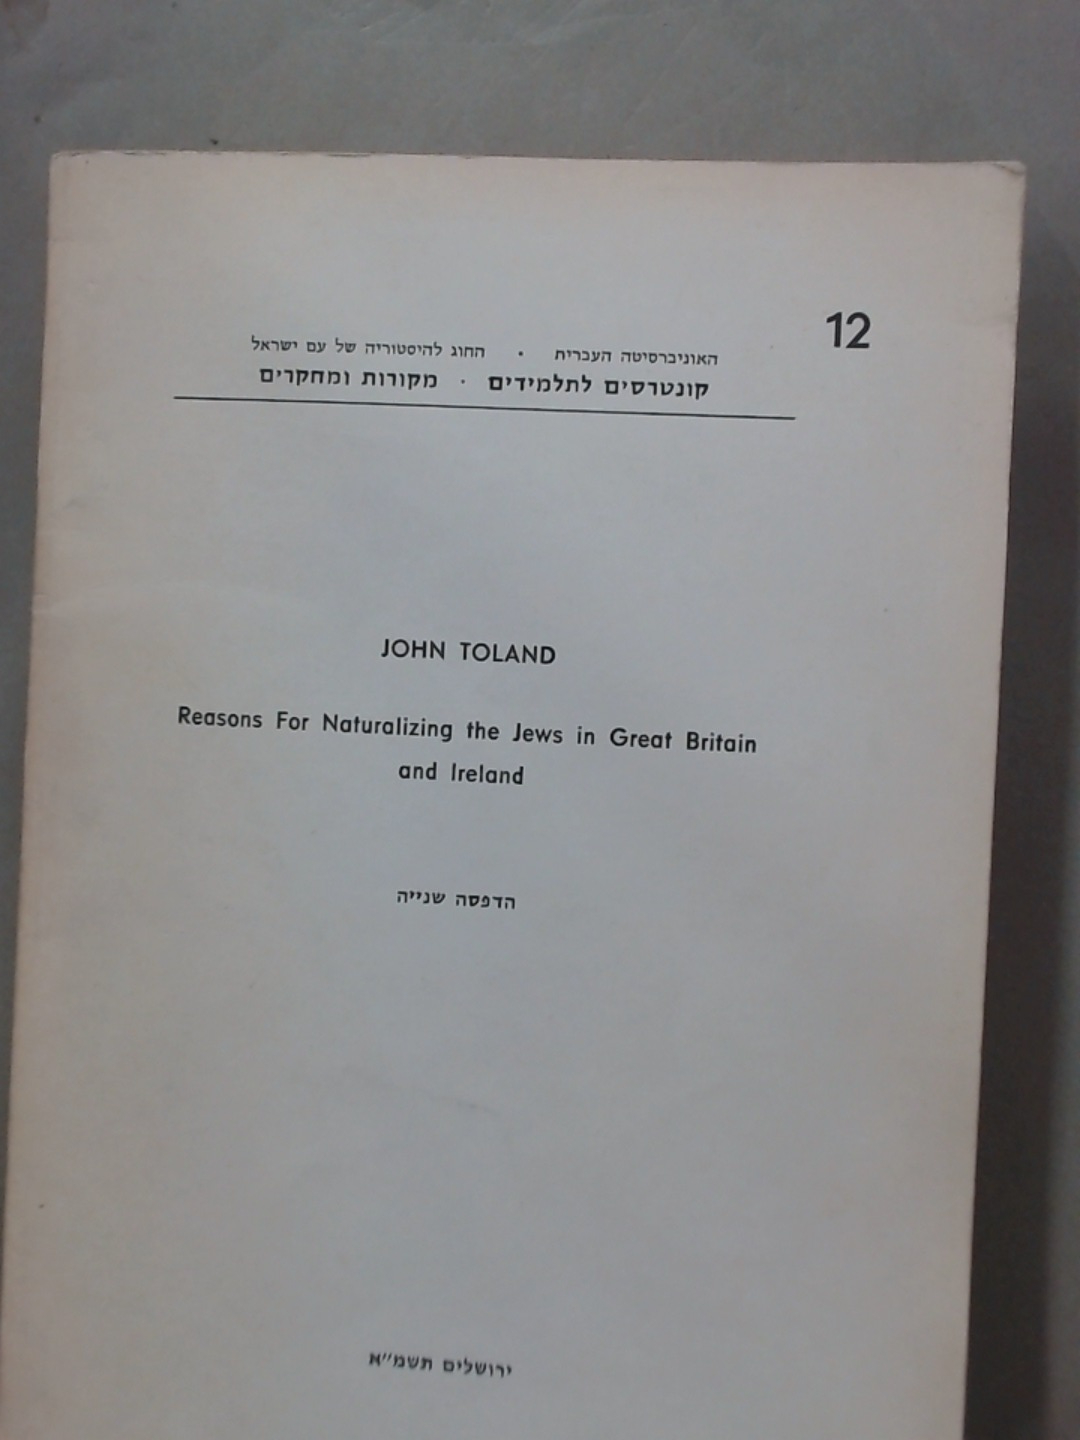 12
האוניברסיטה העברית • החוג להיסטוריה של עם ישראל
קונטרסים לתלמידים · מקורות ומחקרים
JOHN TOLAND
Reasons For Naturalizing the Jews in Great Britain
and Ireland
הדפסה שנייה
ירושלים תשמ״א